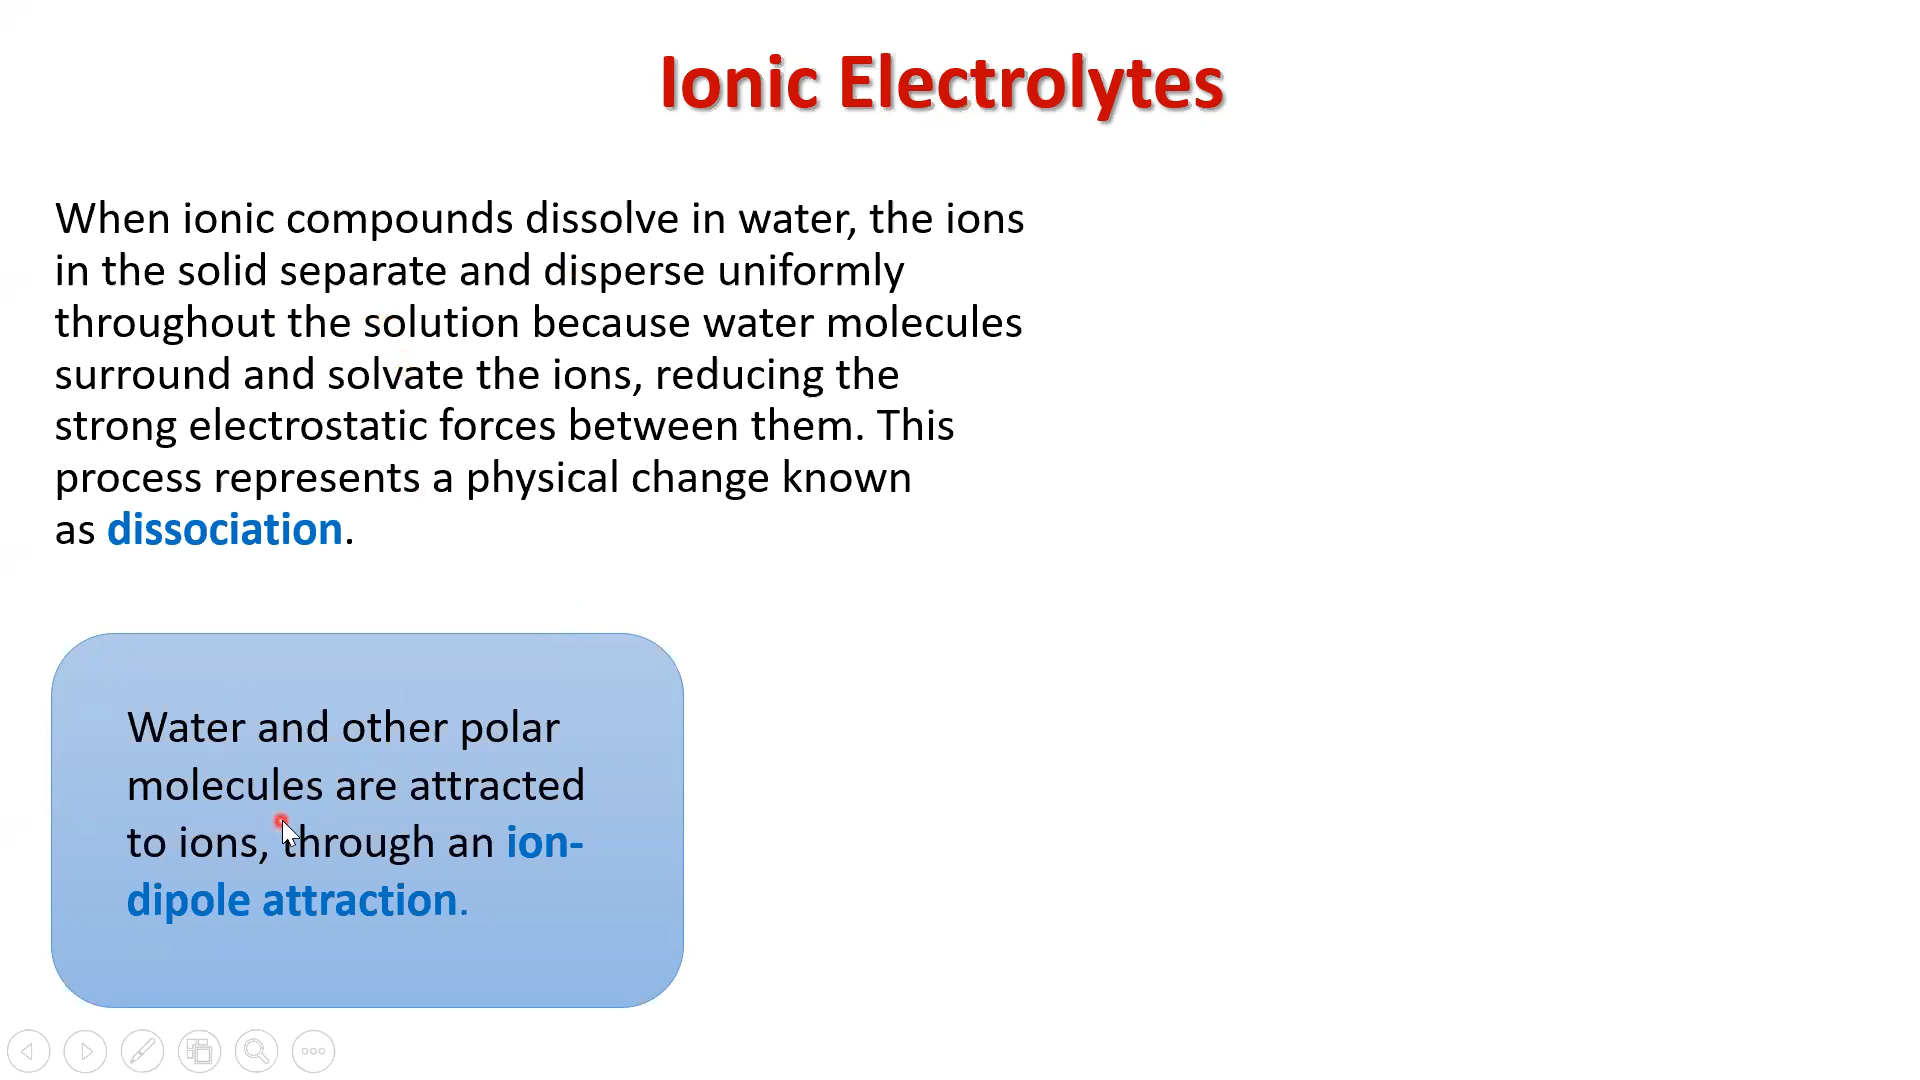 Ionic Electrolytes
When ionic compounds dissolve in water, the ions
in the solid separate and disperse uniformly
throughout the solution because water molecules
surround and solvate the ions, reducing the
strong electrostatic forces between them. This
process represents a physical change known
as dissociation.
Water and other polar
molecules are attracted
to ions, through an ion-
dipole attraction.